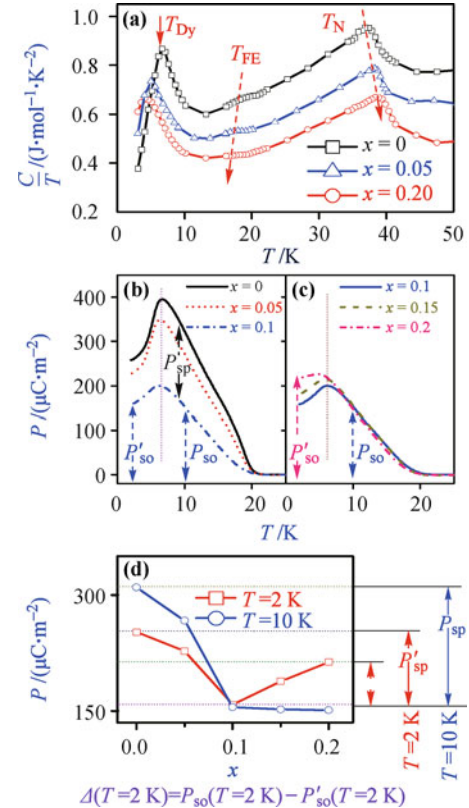 (a)
T_Dy
T_FE
T_N
C/T /(J·mol⁻¹·K⁻²)
1.0
0.8
0.6
0.4
0.2
x = 0
x = 0.05
x = 0.20
0 10 20 30 40 50
T /K
(b)
x = 0
x = 0.05
x = 0.1
P_sp
P′_so
P_so
P /(μC·m⁻²)
400
300
200
100
0
0 10 20
(c)
x = 0.1
x = 0.15
x = 0.2
P′_so
P_so
0 10 20
T /K
(d)
T=2 K
T=10 K
P /(μC·m⁻²)
300
150
0.0 0.1 0.2
x
P_sp
P′_sp
T=2 K
T=10 K
Δ(T=2 K)=P_so(T=2 K)−P′_so(T=2 K)